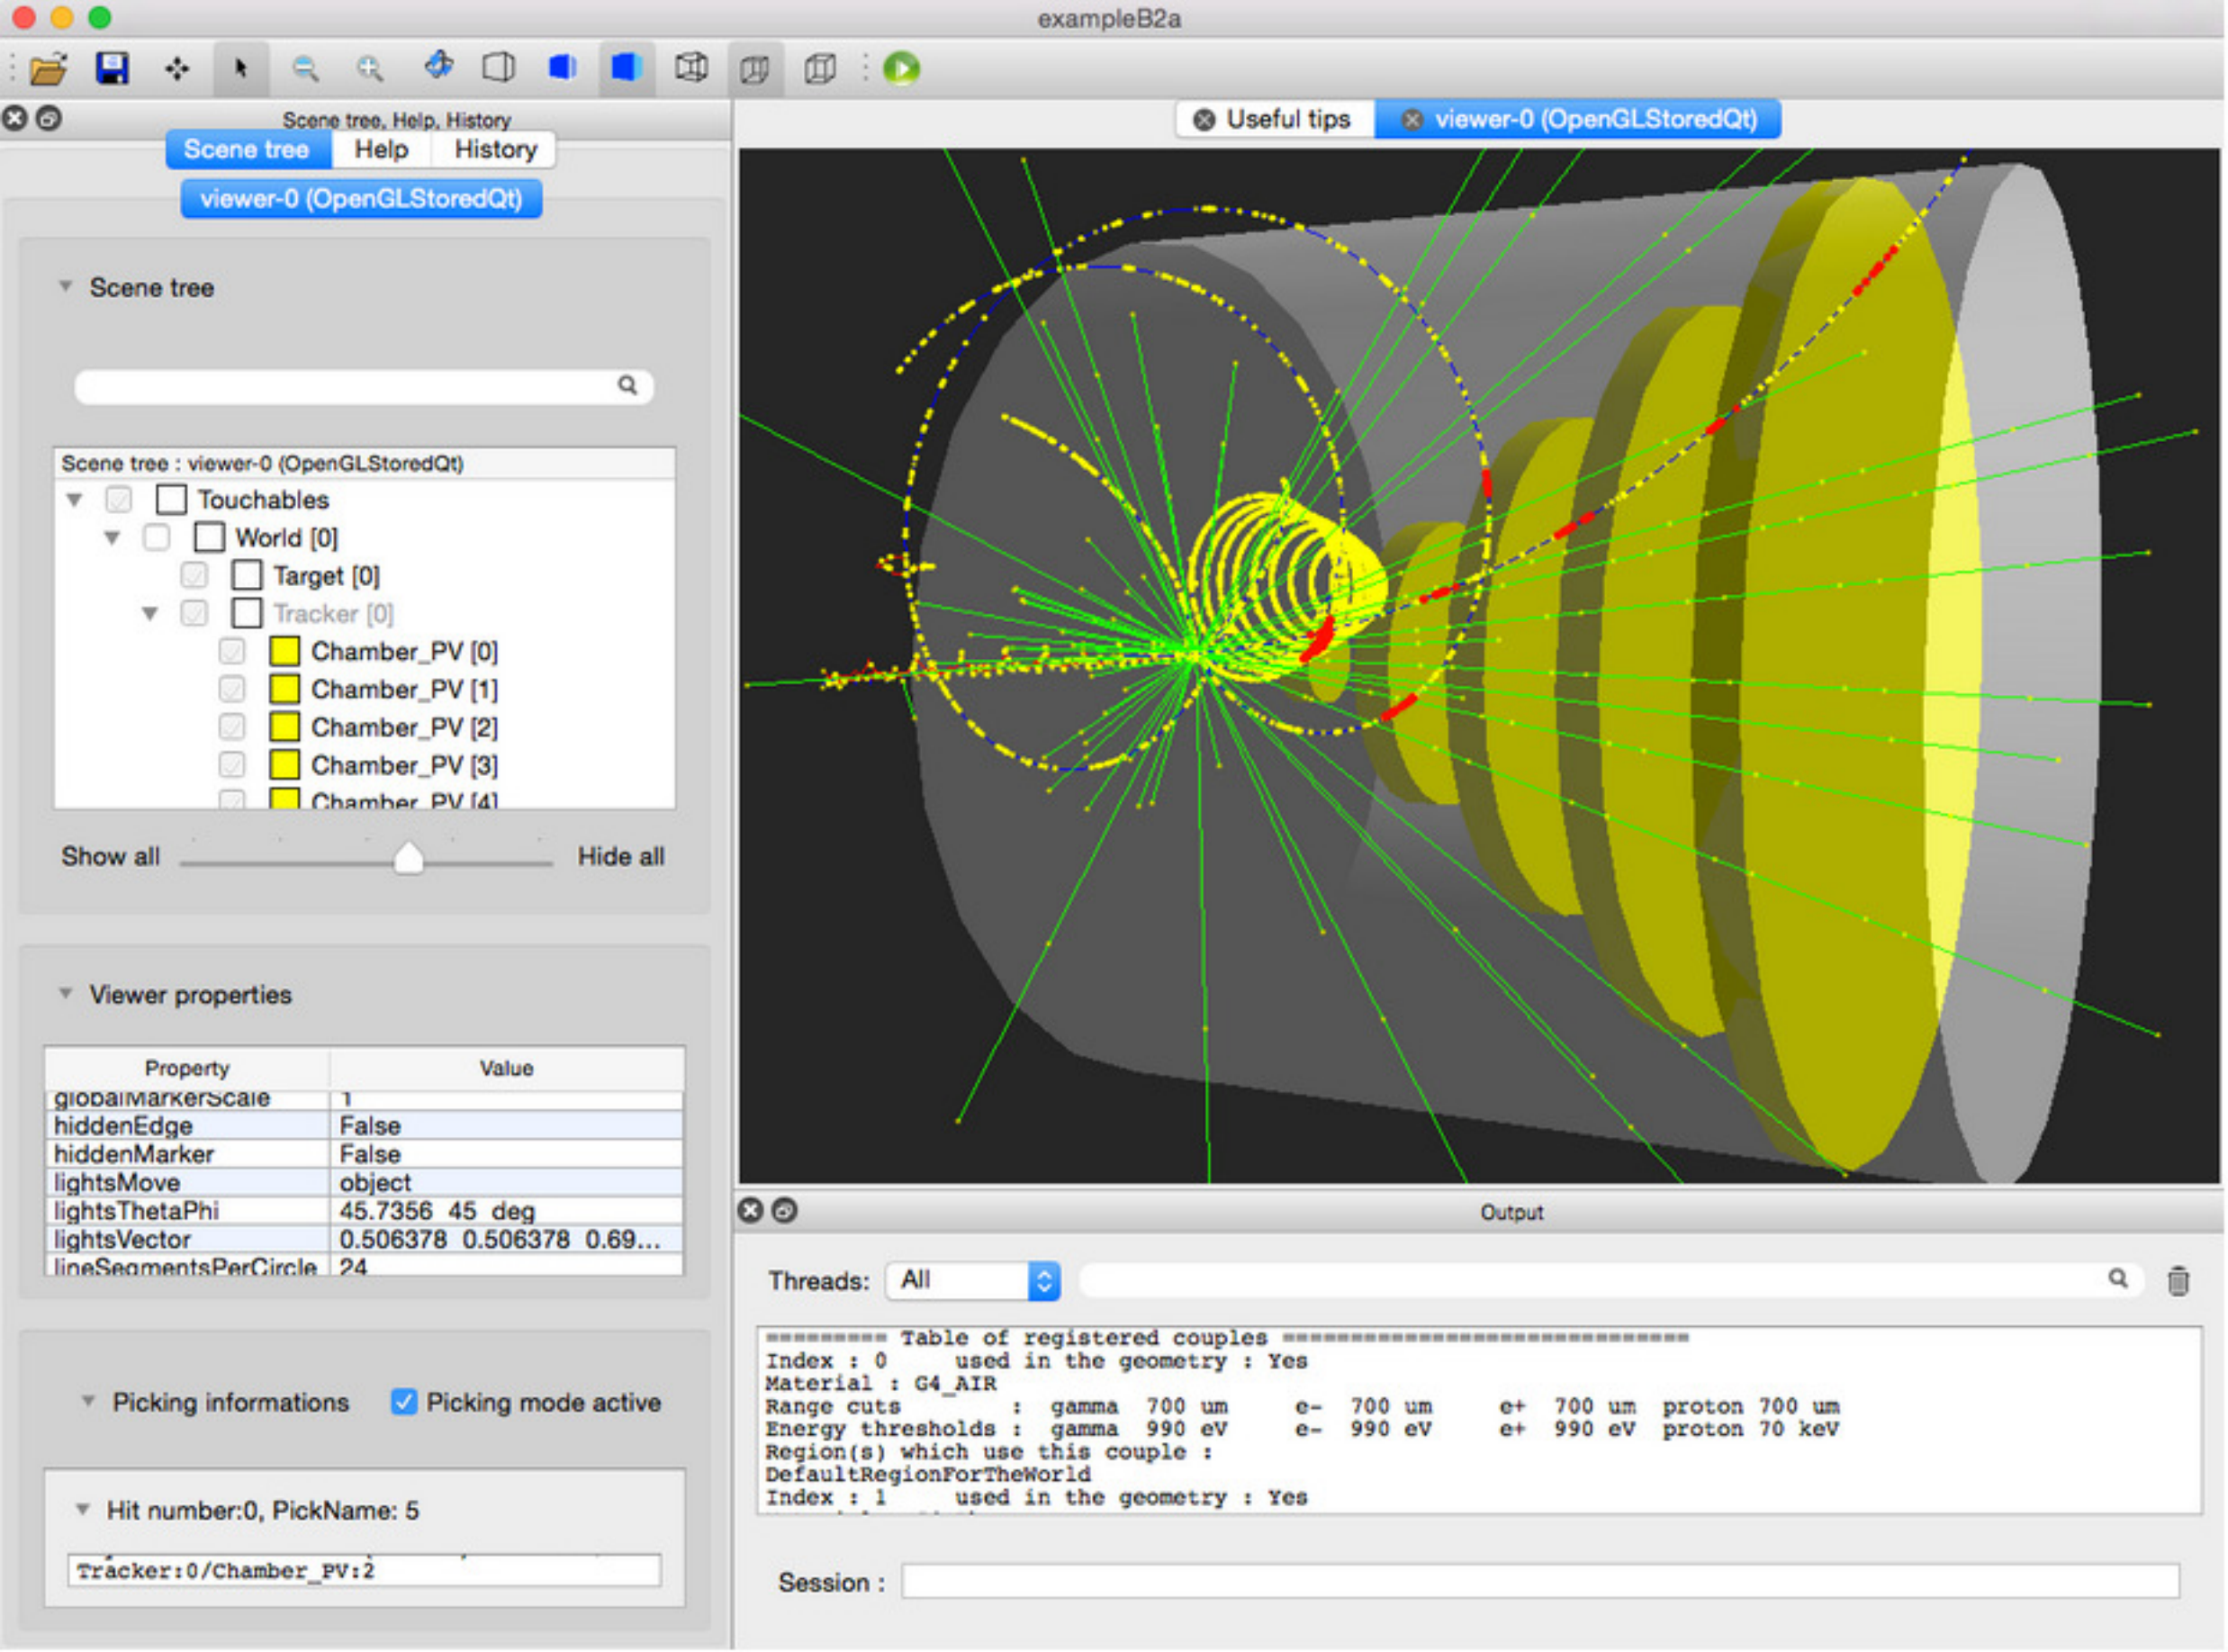 exampleB2a
Scene tree, Help, History
Scene tree Help History
viewer-0 (OpenGLStoredQt)
Scene tree
Scene tree : viewer-0 (OpenGLStoredQt)
Touchables
World [0]
Target [0]
Tracker [0]
Chamber_PV [0]
Chamber_PV [1]
Chamber_PV [2]
Chamber_PV [3]
Chamber_PV [4]
Show all Hide all
Viewer properties
Property Value
globalMarkerScale 1
hiddenEdge False
hiddenMarker False
lightsMove object
lightsThetaPhi 45.7356 45 deg
lightsVector 0.506378 0.506378 0.69...
lineSegmentsPerCircle 24
Picking informations Picking mode active
Hit number:0, PickName: 5
Tracker:0/Chamber_PV:2
Useful tips viewer-0 (OpenGLStoredQt)
Output
Threads: All
========= Table of registered couples ==============================
Index : 0 used in the geometry : Yes
Material : G4_AIR
Range cuts : gamma 700 um e- 700 um e+ 700 um proton 700 um
Energy thresholds : gamma 990 eV e- 990 eV e+ 990 eV proton 70 keV
Region(s) which use this couple :
DefaultRegionForTheWorld
Index : 1 used in the geometry : Yes
Session :